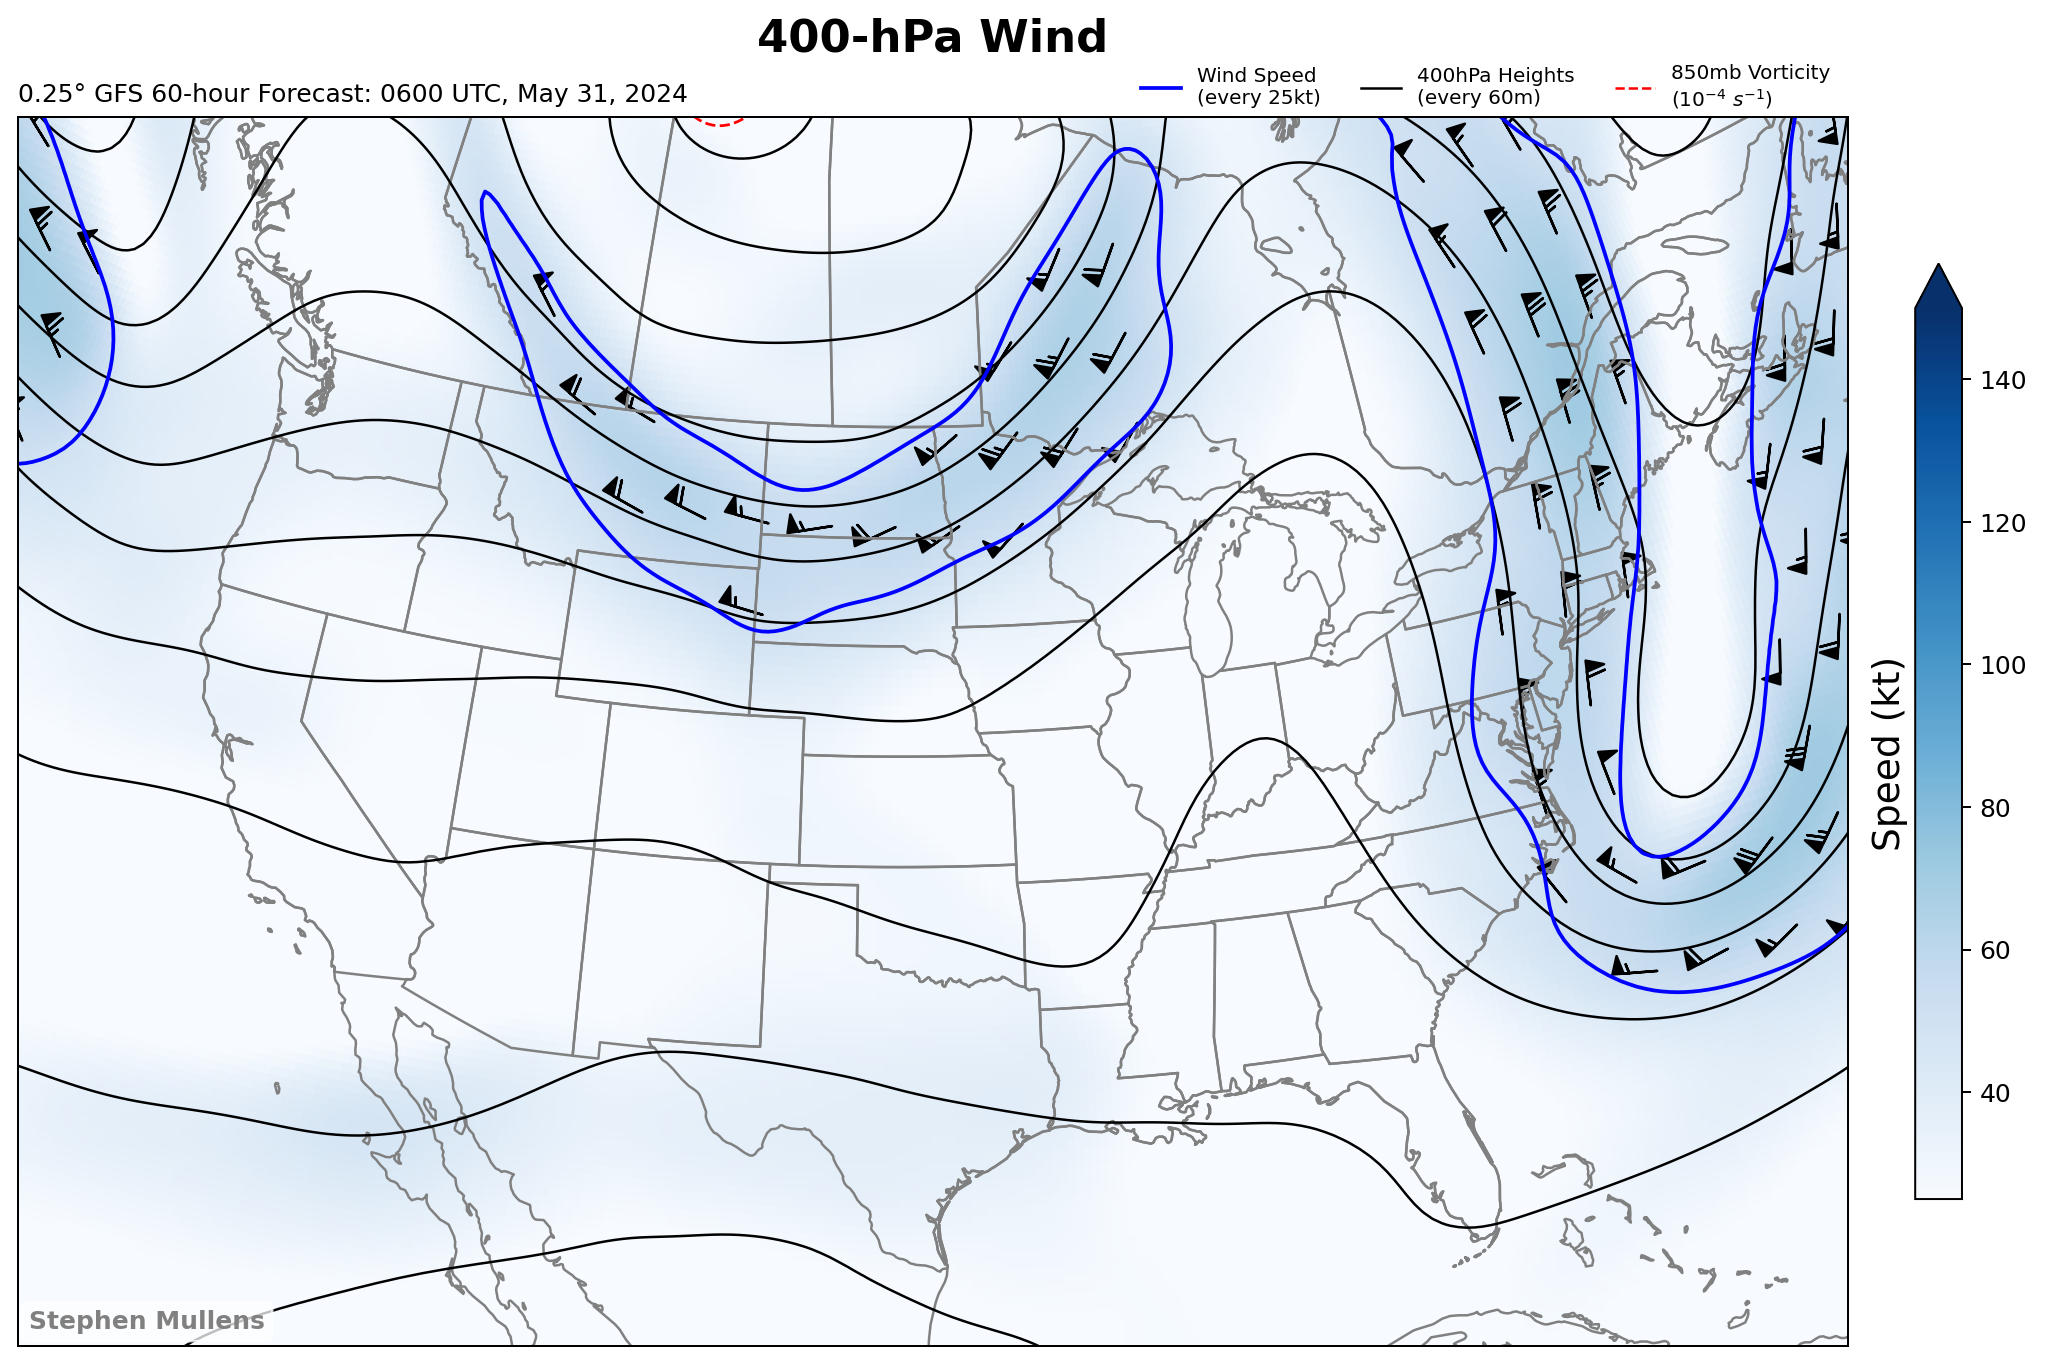 400-hPa Wind
0.25° GFS 60-hour Forecast: 0600 UTC, May 31, 2024
Wind Speed
(every 25kt)
400hPa Heights
(every 60m)
850mb Vorticity
(10⁻⁴ s⁻¹)
140
120
100
80
60
40
Speed (kt)
Stephen Mullens